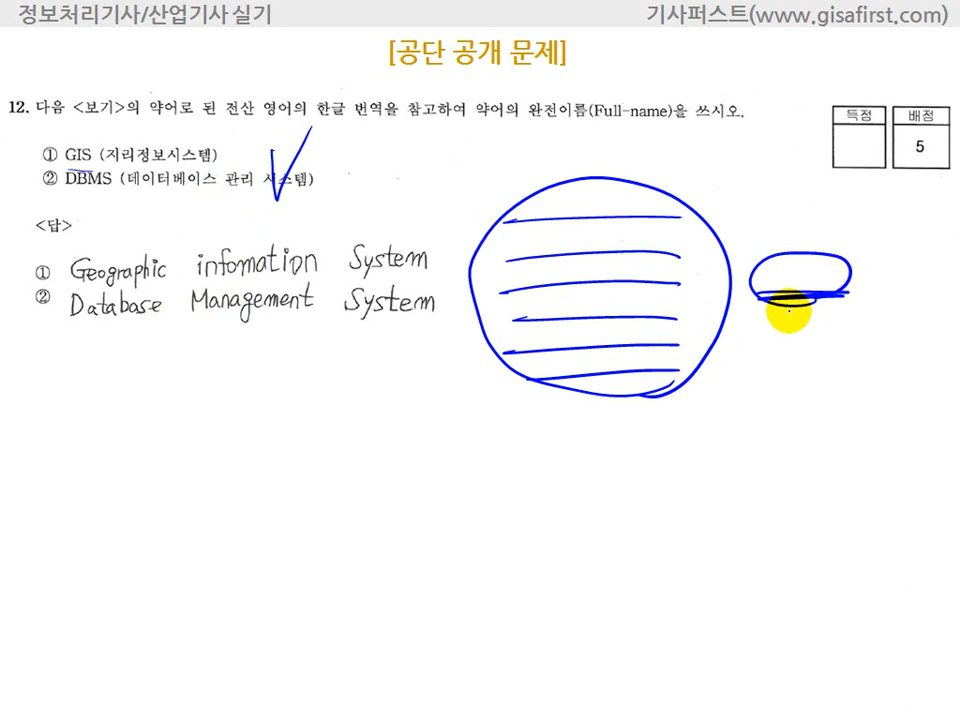 정보처리기사/산업기사 실기
기사퍼스트(www.gisafirst.com)
[공단 공개 문제]
12. 다음 <보기>의 약어로 된 전산 영어의 한글 번역을 참고하여 약어의 완전이름(Full-name)을 쓰시오.
득점 배점
5
① GIS (지리정보시스템)
② DBMS (데이터베이스 관리 시스템)
<답>
① Geographic infomation System
② Database Management System